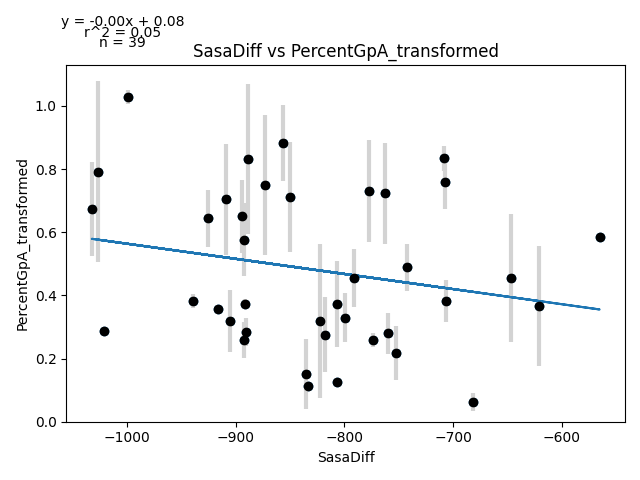 y = -0.00x + 0.08
r^2 = 0.05
n = 39
SasaDiff vs PercentGpA_transformed
1.0
0.8
0.6
0.4
0.2
0.0
PercentGpA_transformed
−1000 −900 −800 −700 −600
SasaDiff